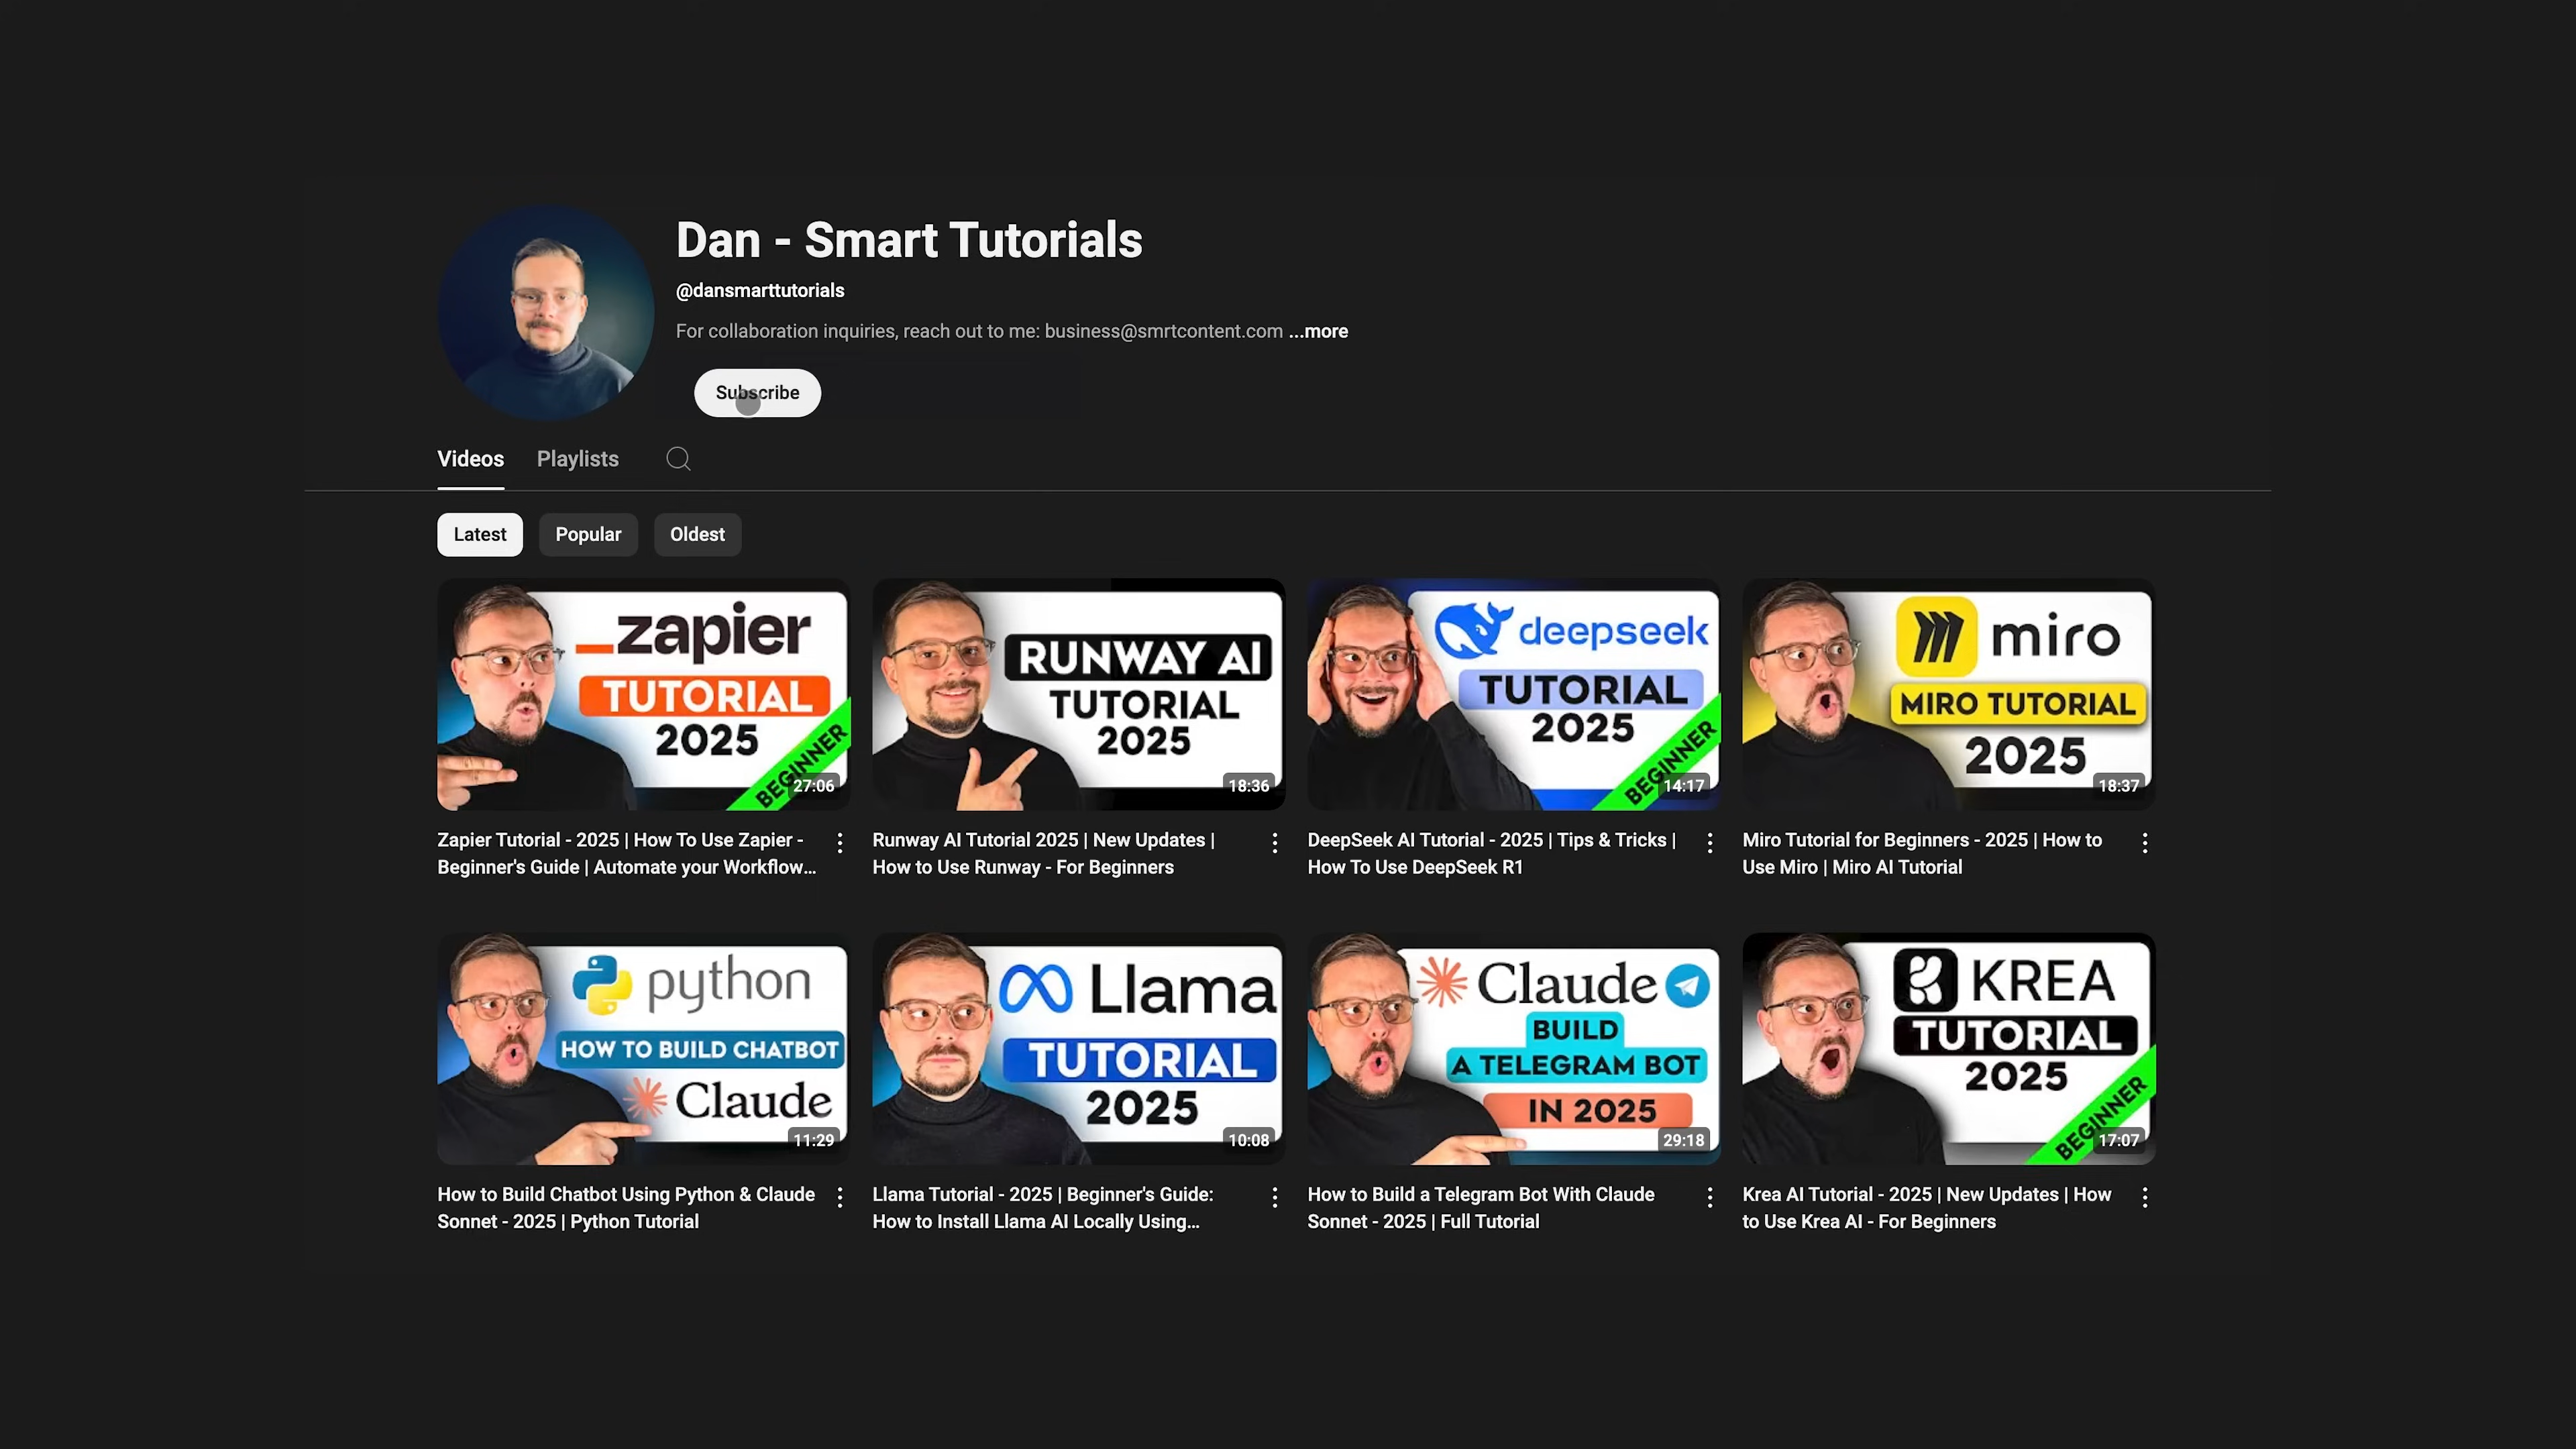 Dan - Smart Tutorials
@dansmarttutorials
For collaboration inquiries, reach out to me: business@smrtcontent.com ...more
Subscribe
Videos
Playlists
Latest
Popular
Oldest
zapier
TUTORIAL
2025
BEGINNER
27:06
RUNWAY AI
TUTORIAL
2025
18:36
deepseek
TUTORIAL
2025
BEGINNER
14:17
miro
MIRO TUTORIAL
2025
18:37
Zapier Tutorial - 2025 | How To Use Zapier -
Beginner's Guide | Automate your Workflow...
Runway AI Tutorial 2025 | New Updates |
How to Use Runway - For Beginners
DeepSeek AI Tutorial - 2025 | Tips & Tricks |
How To Use DeepSeek R1
Miro Tutorial for Beginners - 2025 | How to
Use Miro | Miro AI Tutorial
python
HOW TO BUILD CHATBOT
Claude
11:29
Llama
TUTORIAL
2025
10:08
Claude
BUILD
A TELEGRAM BOT
IN 2025
29:18
KREA
TUTORIAL
2025
BEGINNER
17:07
How to Build Chatbot Using Python & Claude
Sonnet - 2025 | Python Tutorial
Llama Tutorial - 2025 | Beginner's Guide:
How to Install Llama AI Locally Using...
How to Build a Telegram Bot With Claude
Sonnet - 2025 | Full Tutorial
Krea AI Tutorial - 2025 | New Updates | How
to Use Krea AI - For Beginners